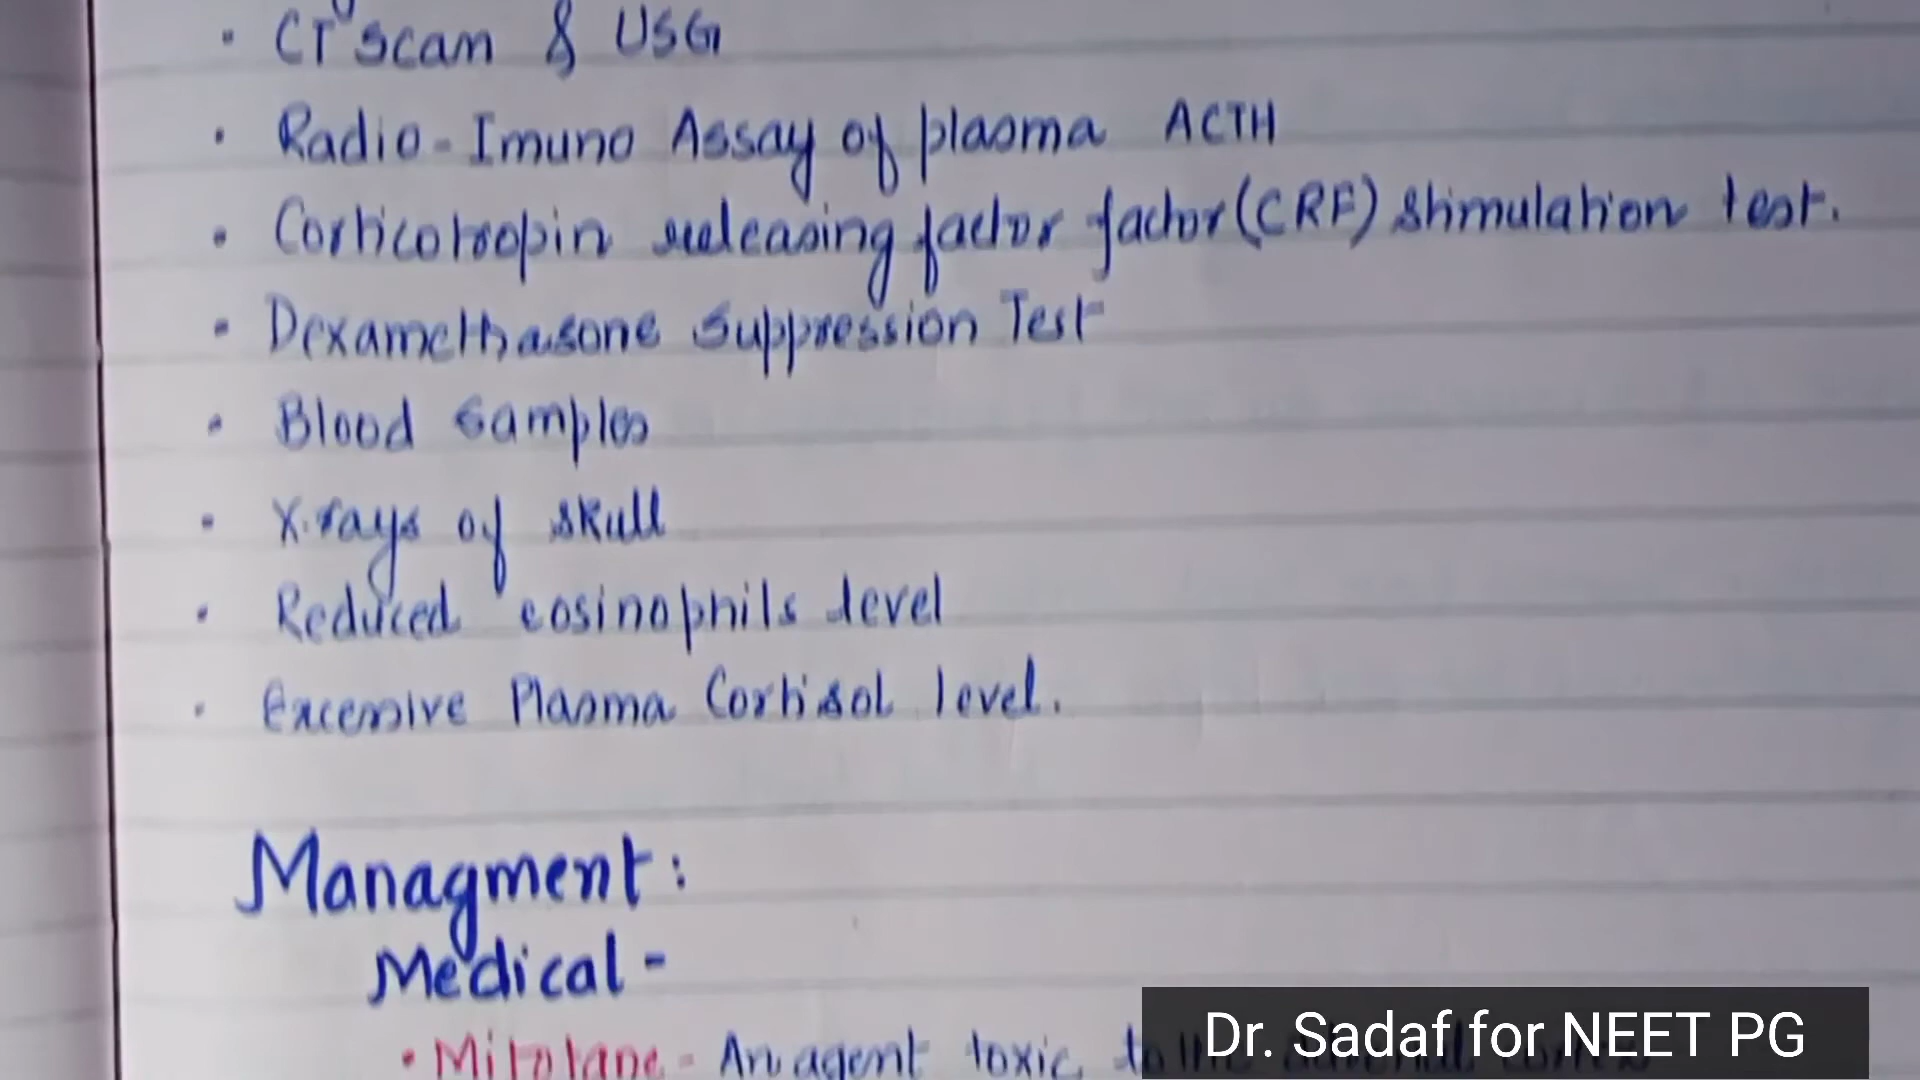 • CT scan & USG
• Radio-Imuno Assay of plasma ACTH
• Corticotropin releasing factor factor (CRF) stimulation test.
• Dexamethasone Suppression Test
• Blood Samples
• X-rays of skull
• Reduced eosinophils level
• Excessive Plasma Cortisol level.
Managment:
Medical -
• Mitotane - An agent toxic to the
Dr. Sadaf for NEET PG